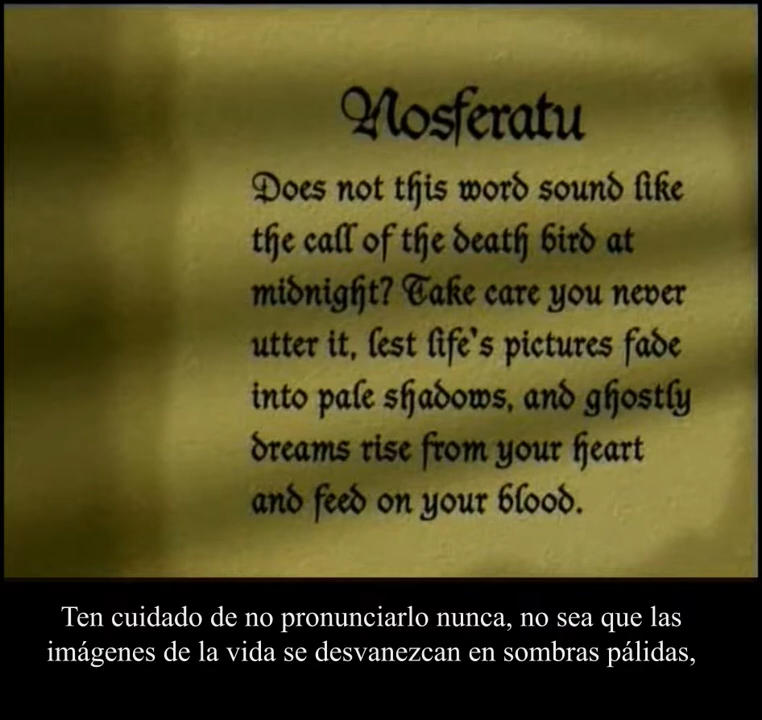 Nosferatu
Does not this word sound like
the call of the death bird at
midnight? Take care you never
utter it, lest life's pictures fade
into pale shadows, and ghostly
dreams rise from your heart
and feed on your blood.
Ten cuidado de no pronunciarlo nunca, no sea que las
imágenes de la vida se desvanezcan en sombras pálidas,